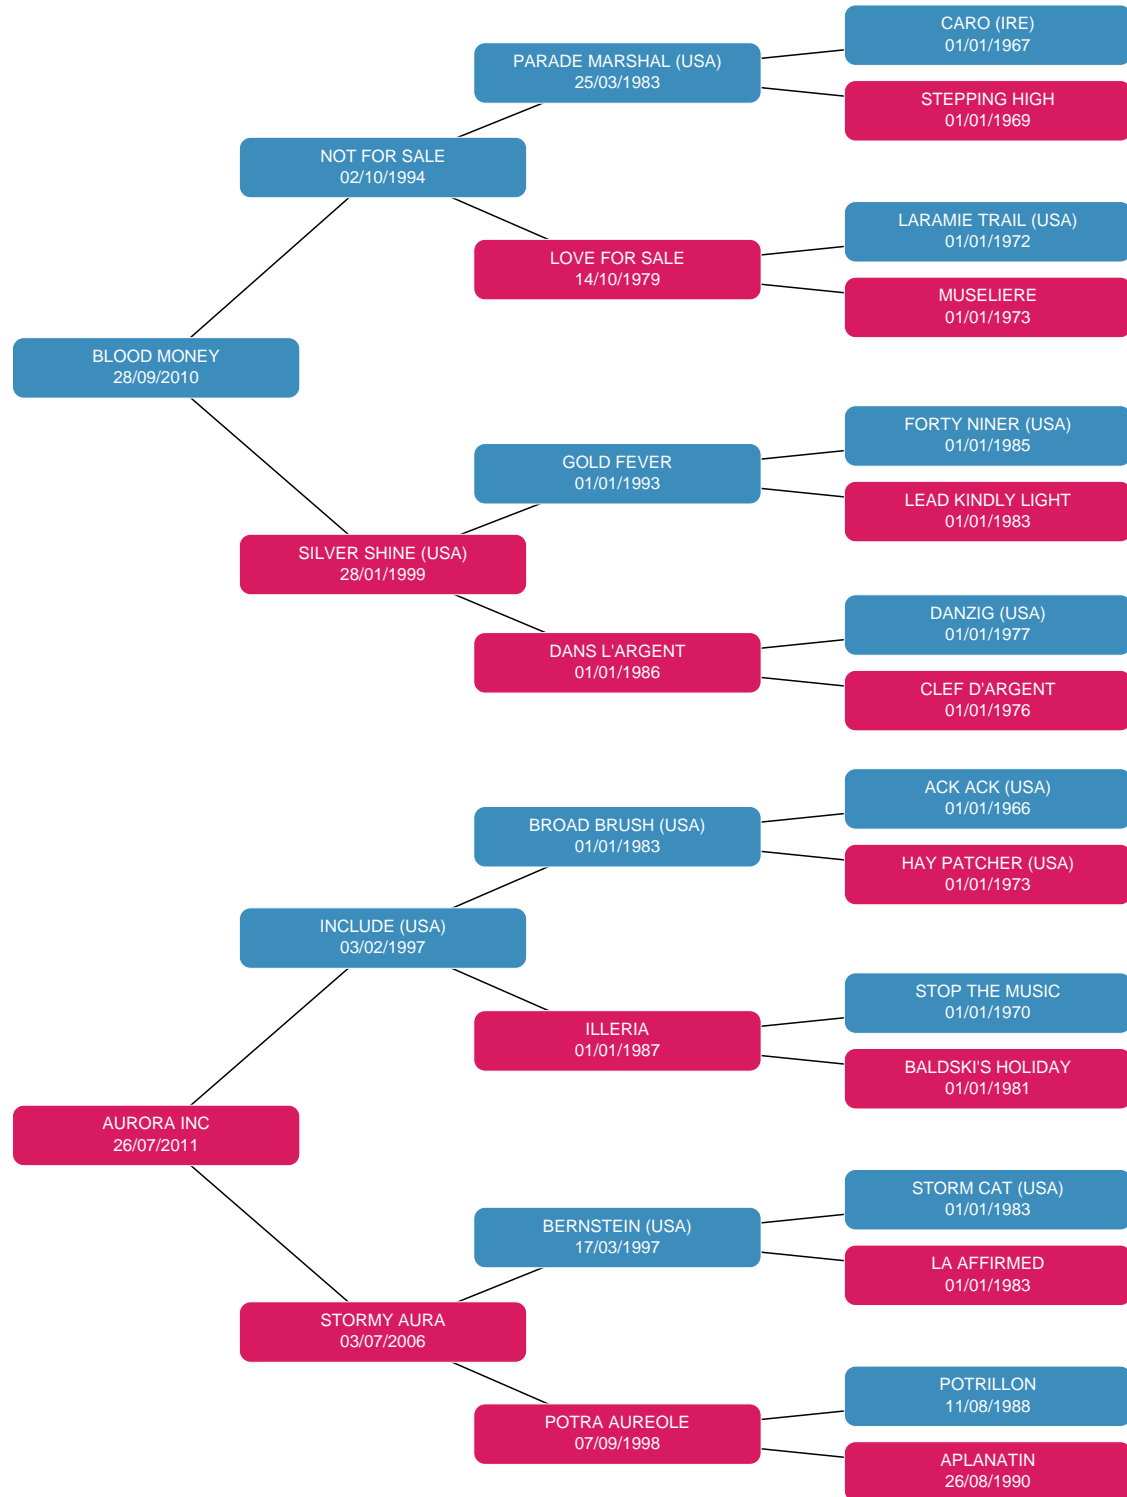 CARO (IRE)
01/01/1967
PARADE MARSHAL (USA)
25/03/1983
STEPPING HIGH
01/01/1969
NOT FOR SALE
02/10/1994
LARAMIE TRAIL (USA)
01/01/1972
LOVE FOR SALE
14/10/1979
MUSELIERE
01/01/1973
BLOOD MONEY
28/09/2010
FORTY NINER (USA)
01/01/1985
GOLD FEVER
01/01/1993
LEAD KINDLY LIGHT
01/01/1983
SILVER SHINE (USA)
28/01/1999
DANZIG (USA)
01/01/1977
DANS L'ARGENT
01/01/1986
CLEF D'ARGENT
01/01/1976
ACK ACK (USA)
01/01/1966
BROAD BRUSH (USA)
01/01/1983
HAY PATCHER (USA)
01/01/1973
INCLUDE (USA)
03/02/1997
STOP THE MUSIC
01/01/1970
ILLERIA
01/01/1987
BALDSKI'S HOLIDAY
01/01/1981
AURORA INC
26/07/2011
STORM CAT (USA)
01/01/1983
BERNSTEIN (USA)
17/03/1997
LA AFFIRMED
01/01/1983
STORMY AURA
03/07/2006
POTRILLON
11/08/1988
POTRA AUREOLE
07/09/1998
APLANATIN
26/08/1990